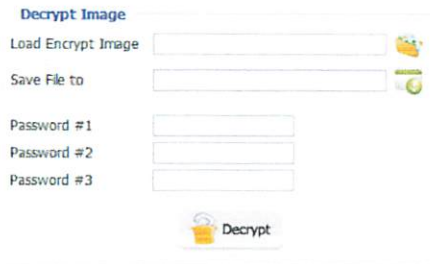 Decrypt Image
Load Encrypt Image
Save File to
Password #1
Password #2
Password #3
Decrypt